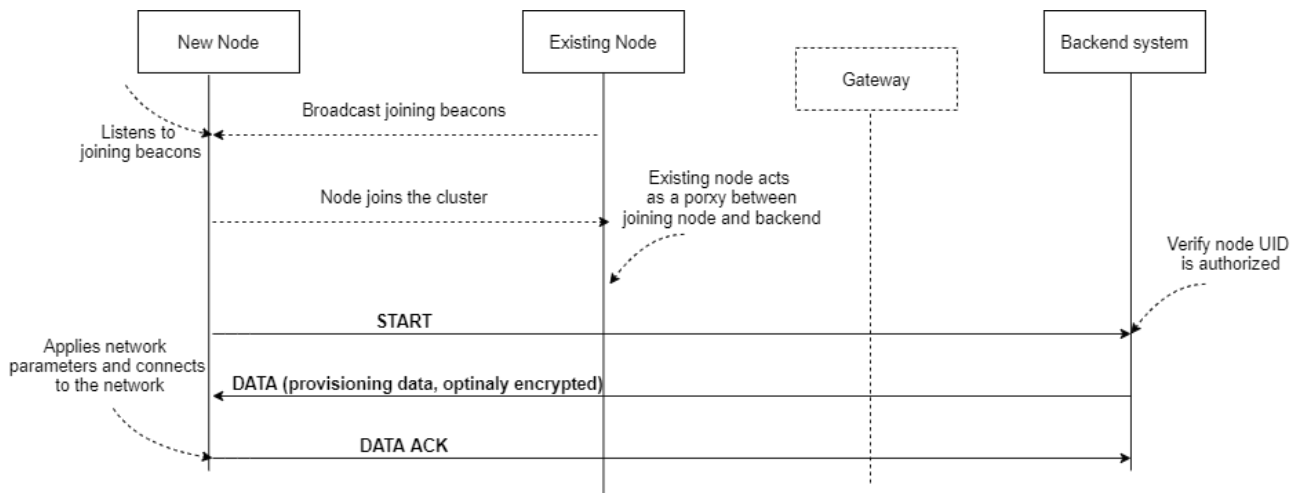 New Node
Existing Node
Gateway
Backend system
Broadcast joining beacons
Listens to
joining beacons
Node joins the cluster
Existing node acts
as a porxy between
joining node and backend
Verify node UID
is authorized
START
Applies network
parameters and connects
to the network
DATA (provisioning data, optinaly encrypted)
DATA ACK